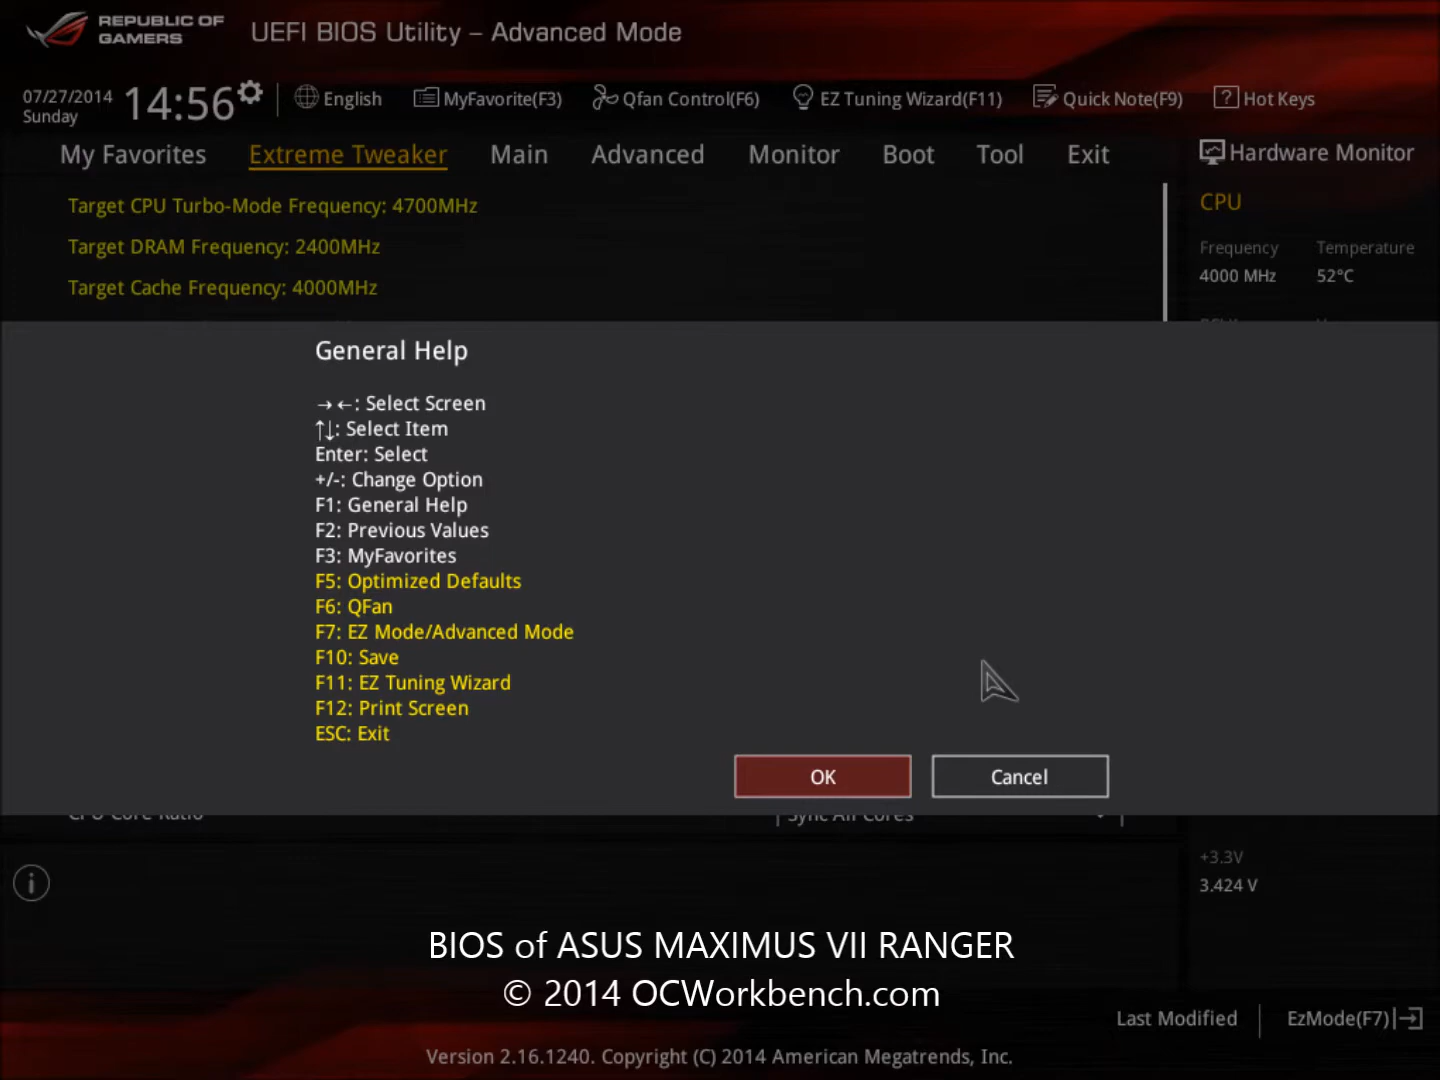 REPUBLIC OF
GAMERS
UEFI BIOS Utility – Advanced Mode
07/27/2014
Sunday
14:56
English
MyFavorite(F3)
Qfan Control(F6)
EZ Tuning Wizard(F11)
Quick Note(F9)
? Hot Keys
My Favorites
Extreme Tweaker
Main
Advanced
Monitor
Boot
Tool
Exit
Hardware Monitor
Target CPU Turbo-Mode Frequency: 4700MHz
Target DRAM Frequency: 2400MHz
Target Cache Frequency: 4000MHz
CPU
Frequency Temperature
4000 MHz 52°C
General Help
→←: Select Screen
↑↓: Select Item
Enter: Select
+/-: Change Option
F1: General Help
F2: Previous Values
F3: MyFavorites
F5: Optimized Defaults
F6: QFan
F7: EZ Mode/Advanced Mode
F10: Save
F11: EZ Tuning Wizard
F12: Print Screen
ESC: Exit
OK
Cancel
CPU Core Ratio
Sync All Cores
+3.3V
3.424 V
BIOS of ASUS MAXIMUS VII RANGER
© 2014 OCWorkbench.com
Last Modified
EzMode(F7)
Version 2.16.1240. Copyright (C) 2014 American Megatrends, Inc.